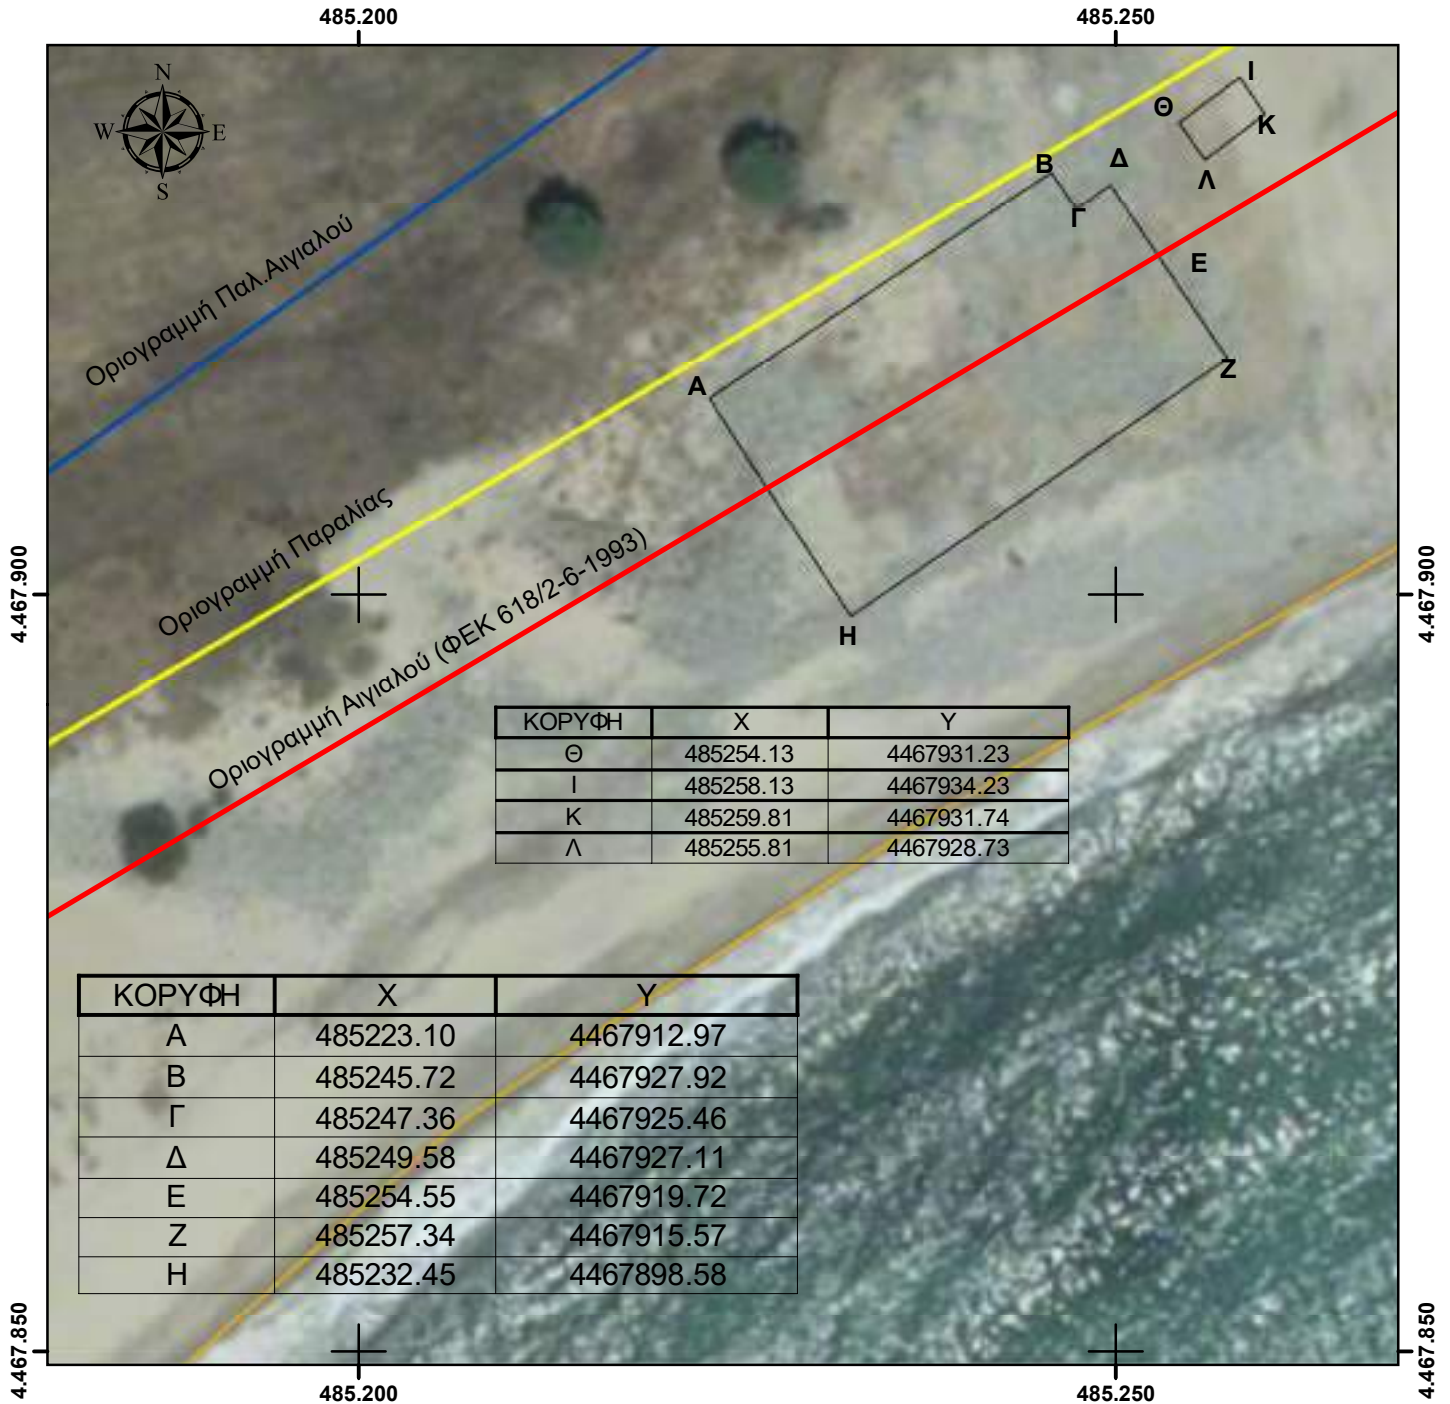 485.200 485.250
N
W E
S
Ι
Θ
Κ
Β Δ
Λ
Γ
Οριογραμμή Παλ.Αιγιαλού
Ε
Ζ
Α
Οριογραμμή Παραλίας
Οριογραμμή Αιγιαλού (ΦΕΚ 618/2-6-1993)
4.467.900 4.467.900
Η
ΚΟΡΥΦΗ X Y
Θ 485254.13 4467931.23
Ι 485258.13 4467934.23
Κ 485259.81 4467931.74
Λ 485255.81 4467928.73
ΚΟΡΥΦΗ X Y
Α 485223.10 4467912.97
Β 485245.72 4467927.92
Γ 485247.36 4467925.46
Δ 485249.58 4467927.11
Ε 485254.55 4467919.72
Ζ 485257.34 4467915.57
Η 485232.45 4467898.58
4.467.850 4.467.850
485.200 485.250